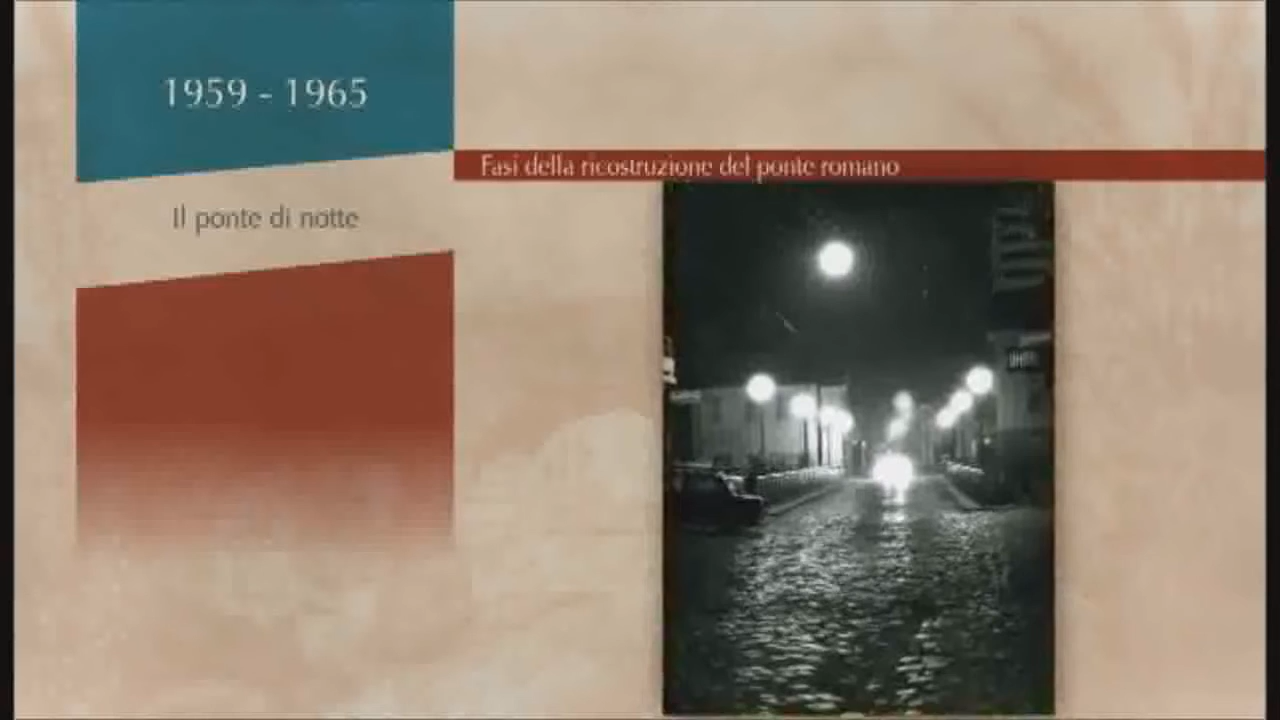 1959 - 1965
Fasi della ricostruzione del ponte romano
Il ponte di notte